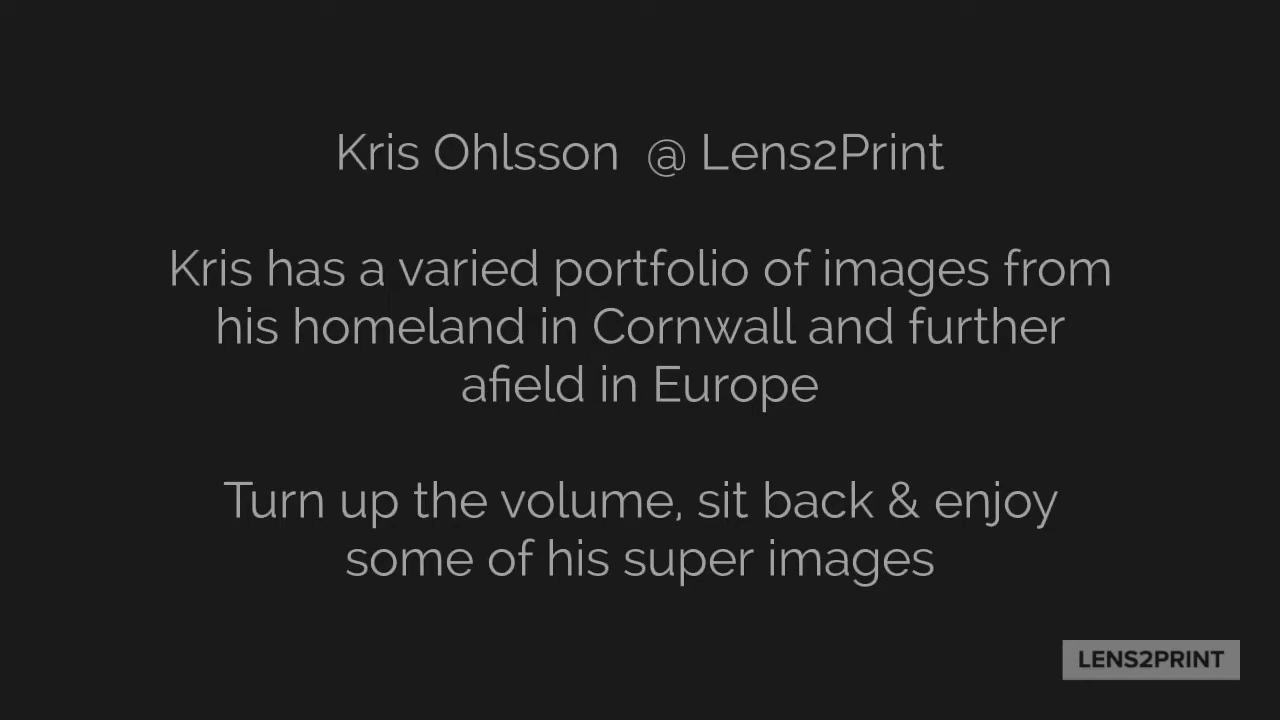 Kris Ohlsson @ Lens2Print
Kris has a varied portfolio of images from
his homeland in Cornwall and further
afield in Europe
Turn up the volume, sit back & enjoy
some of his super images
LENS2PRINT